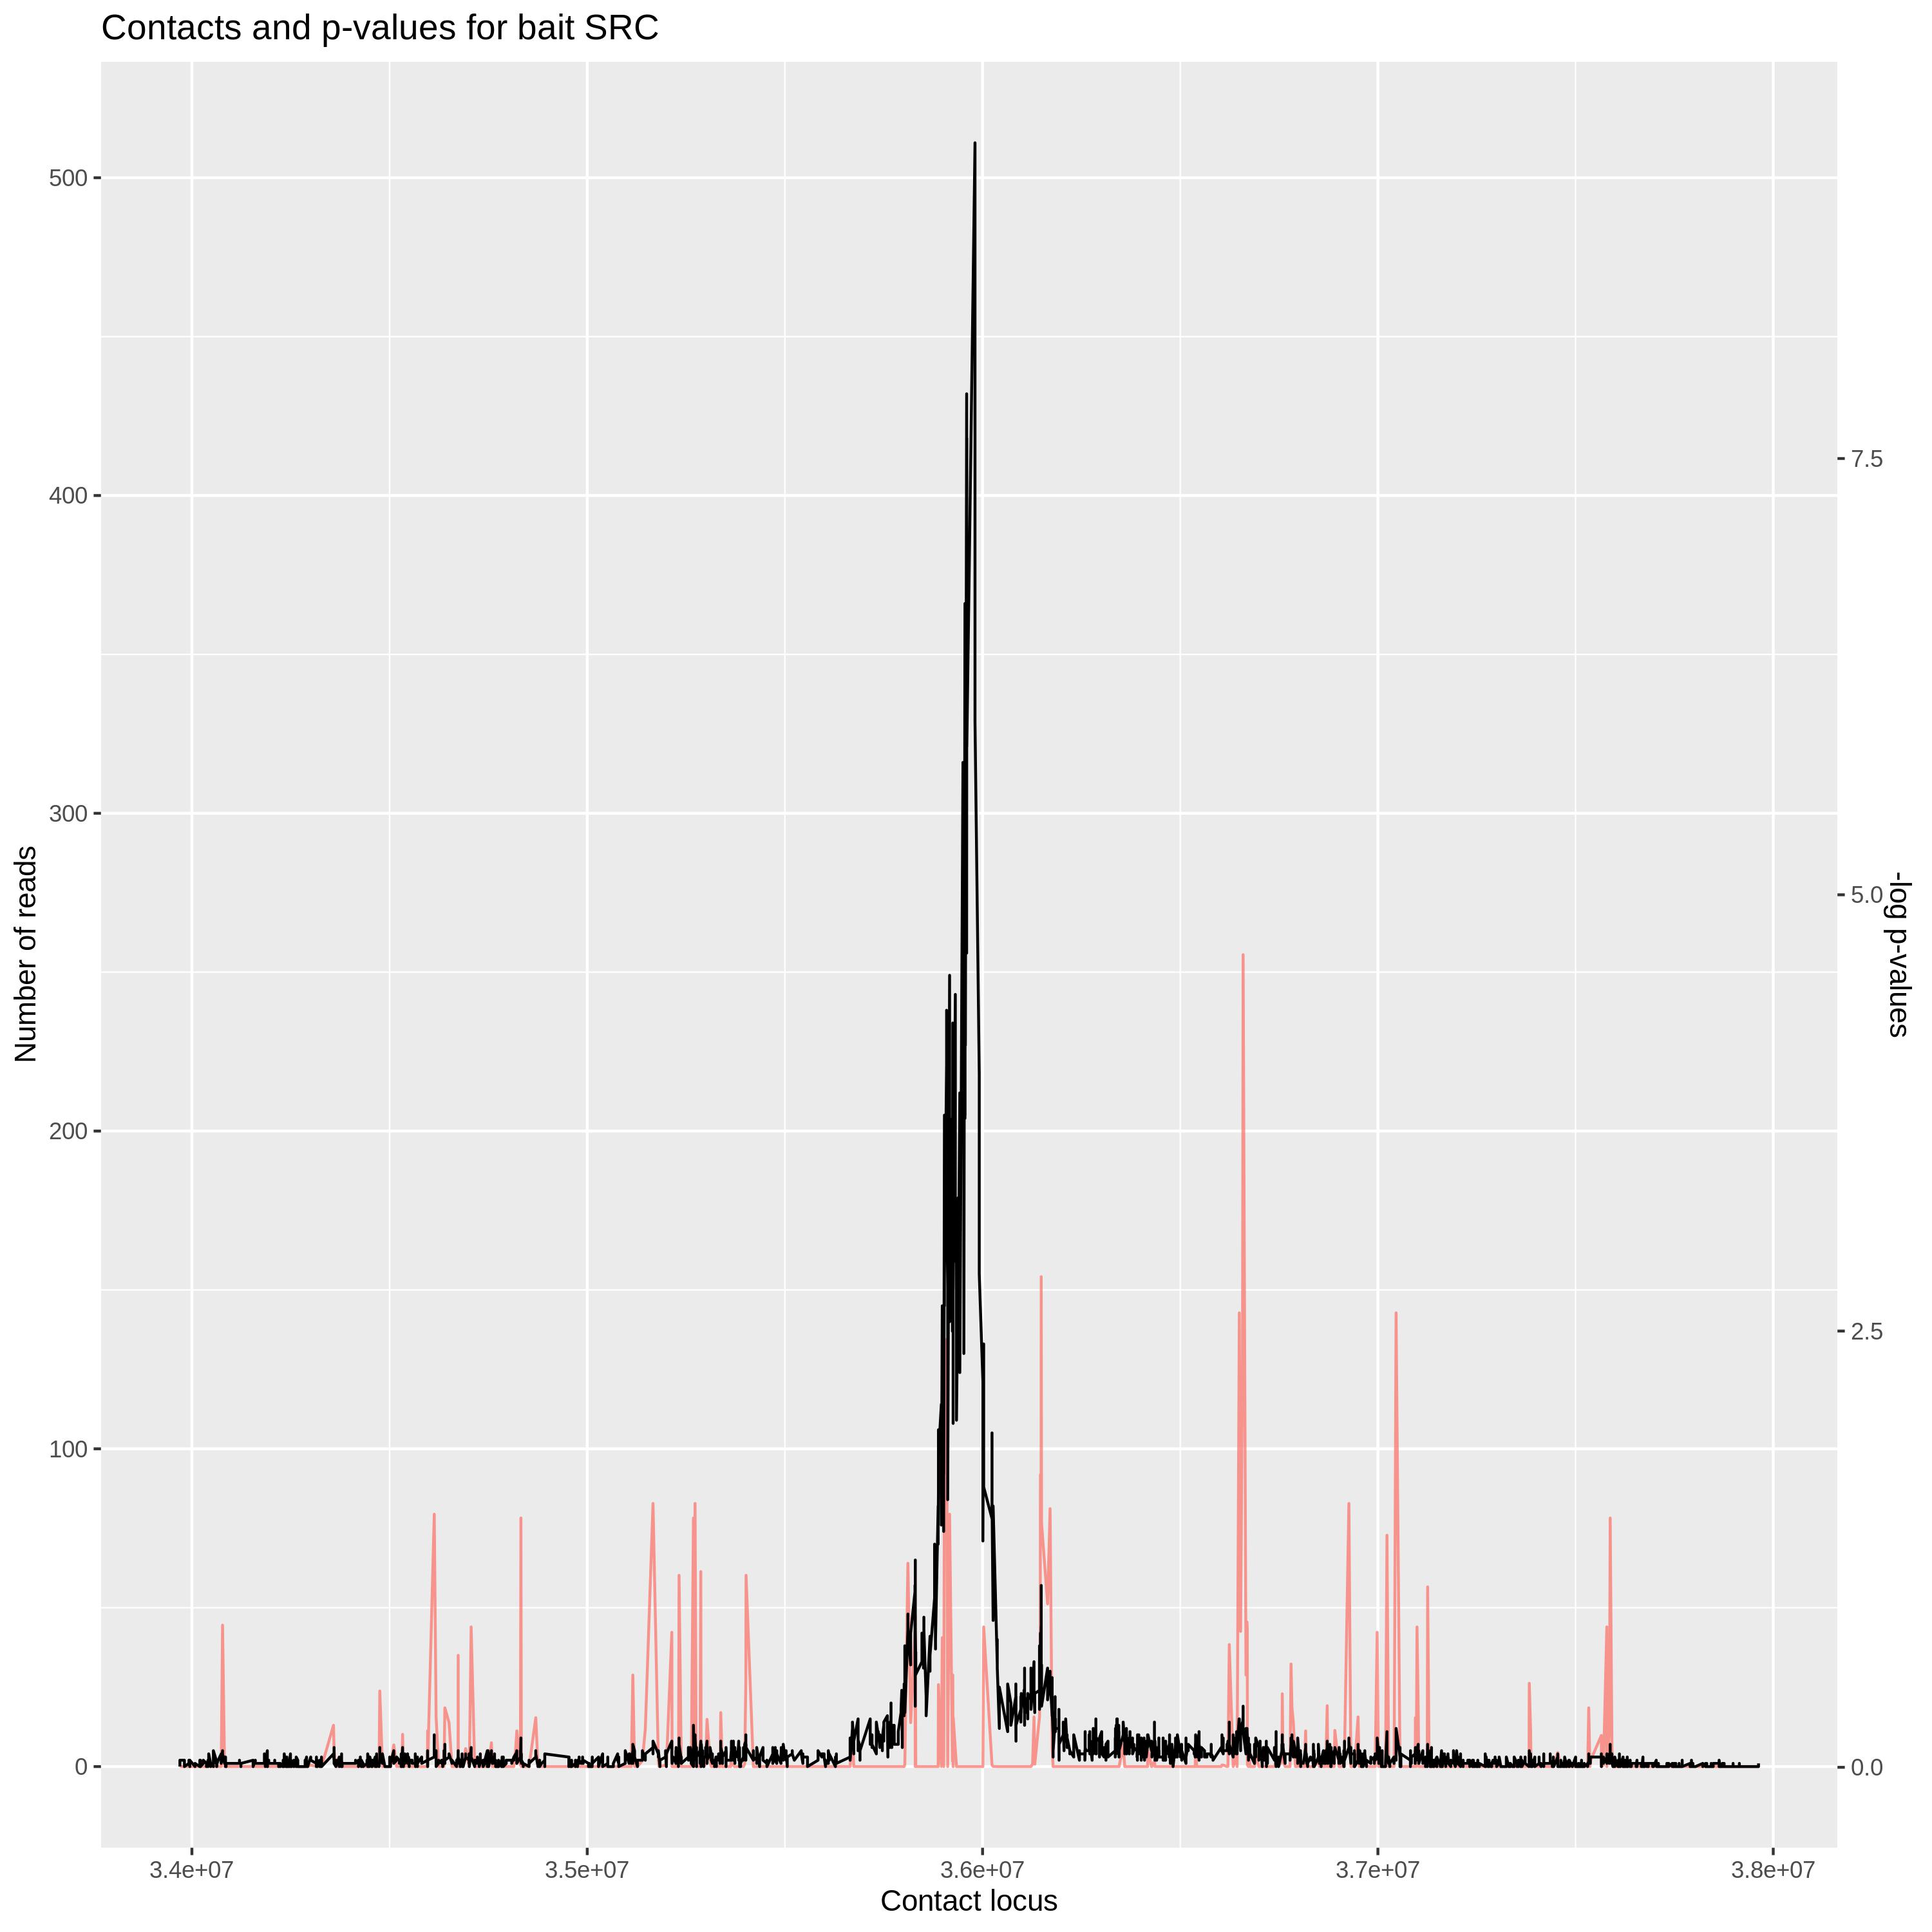 Contacts and p-values for bait SRC
500
400
300
200
100
0
Number of reads
7.5
5.0
2.5
0.0
-log p-values
3.4e+07 3.5e+07 3.6e+07 3.7e+07 3.8e+07
Contact locus